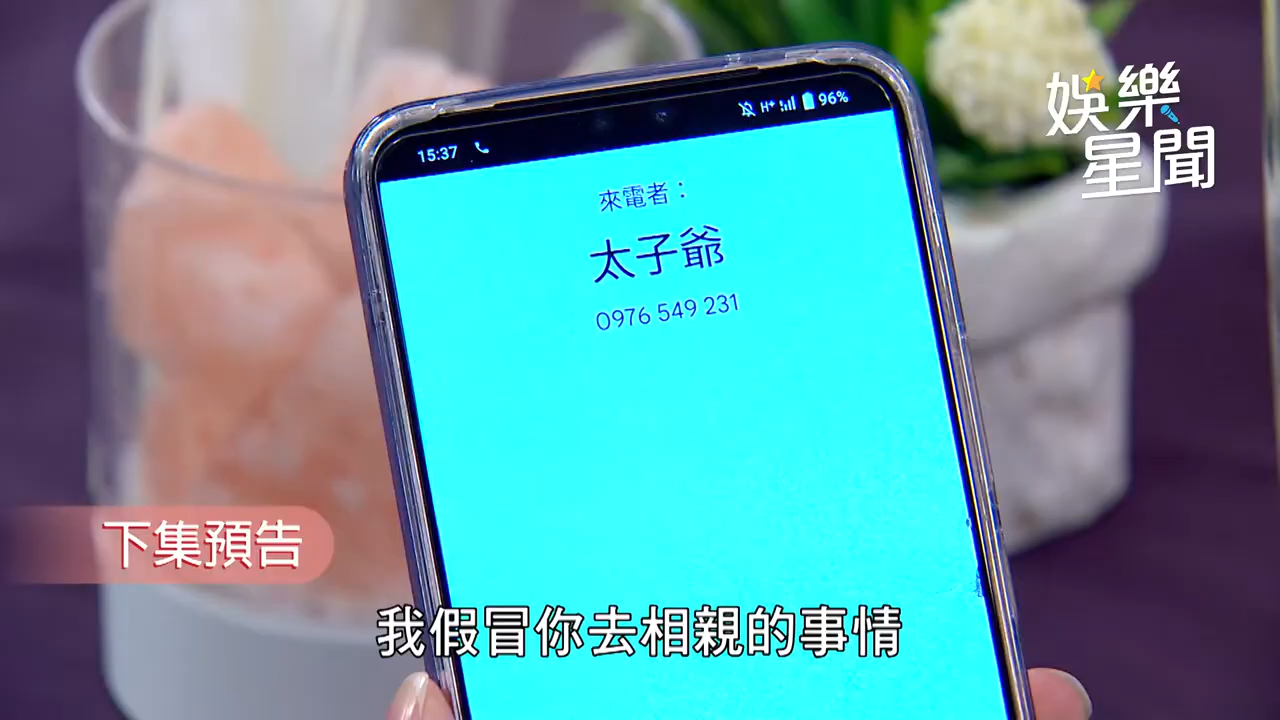 娛樂
星聞
15:37
H+ 96%
來電者：
太子爺
0976 549 231
下集預告
我假冒你去相親的事情